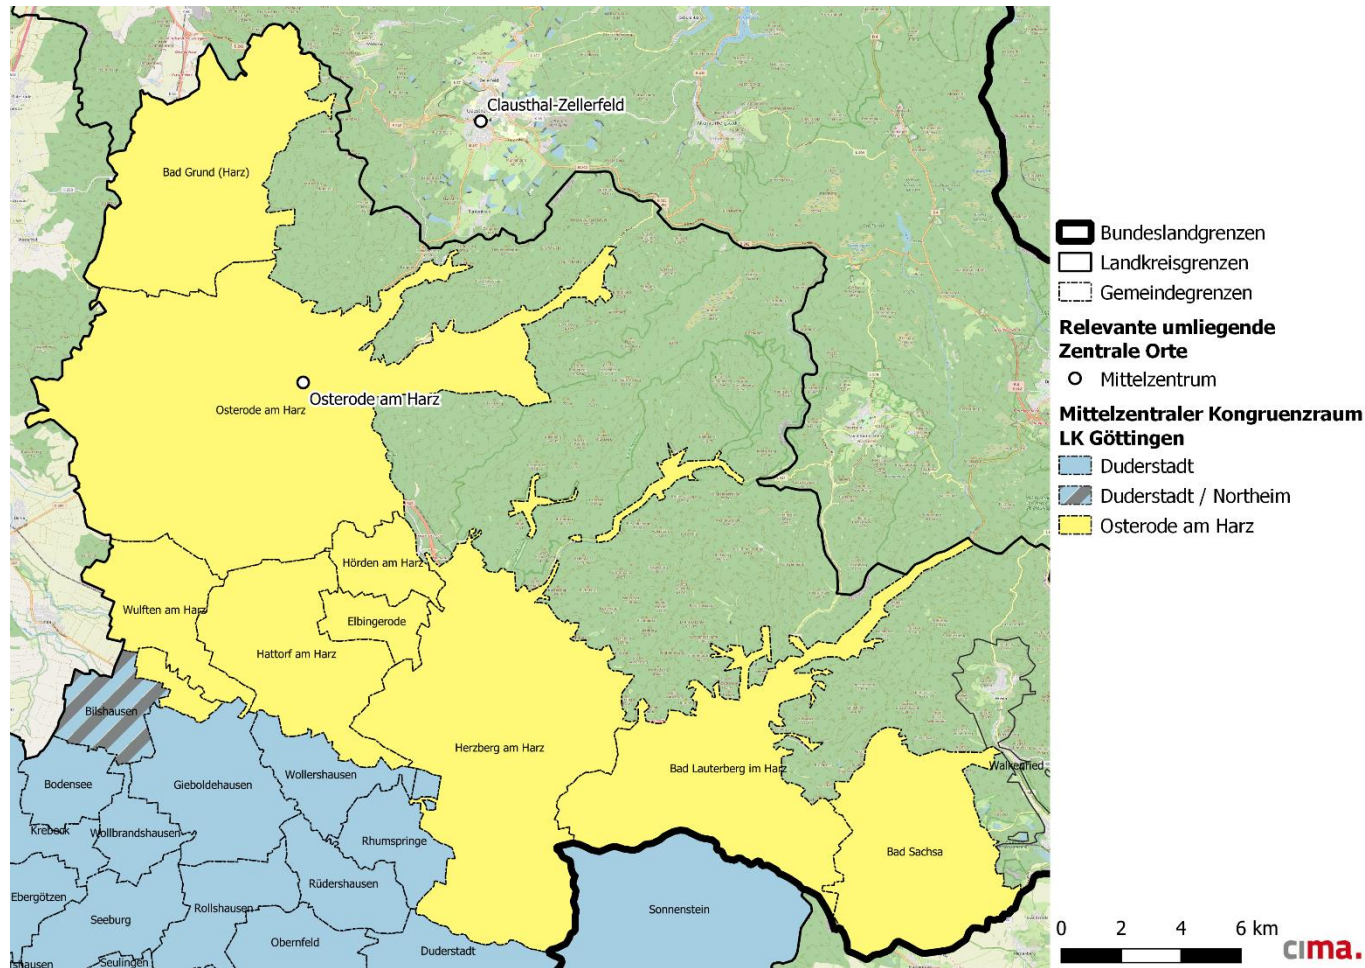 Clausthal-Zellerfeld
Bad Grund (Harz)
Osterode am Harz
Osterode am Harz
Hörden am Harz
Wulften am Harz
Elbingerode
Hattorf am Harz
Bilshausen
Herzberg am Harz
Bad Lauterberg im Harz
Walkenried
Bodensee
Gieboldehausen
Wollershausen
Krebeck
Wollbrandshausen
Rhumspringe
Bad Sachsa
Ebergötzen
Rüdershausen
Rollshausen
Seeburg
Sonnenstein
Obernfeld
Duderstadt
Seulingen
shausen
Bundeslandgrenzen
Landkreisgrenzen
Gemeindegrenzen
Relevante umliegende
Zentrale Orte
Mittelzentrum
Mittelzentraler Kongruenzraum
LK Göttingen
Duderstadt
Duderstadt / Northeim
Osterode am Harz
0 2 4 6 km
cima.